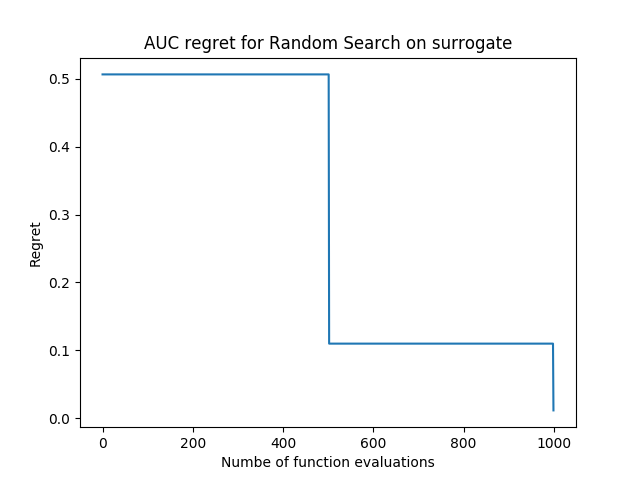 AUC regret for Random Search on surrogate
0.5
0.4
0.3
0.2
0.1
0.0
Regret
0 200 400 600 800 1000
Numbe of function evaluations